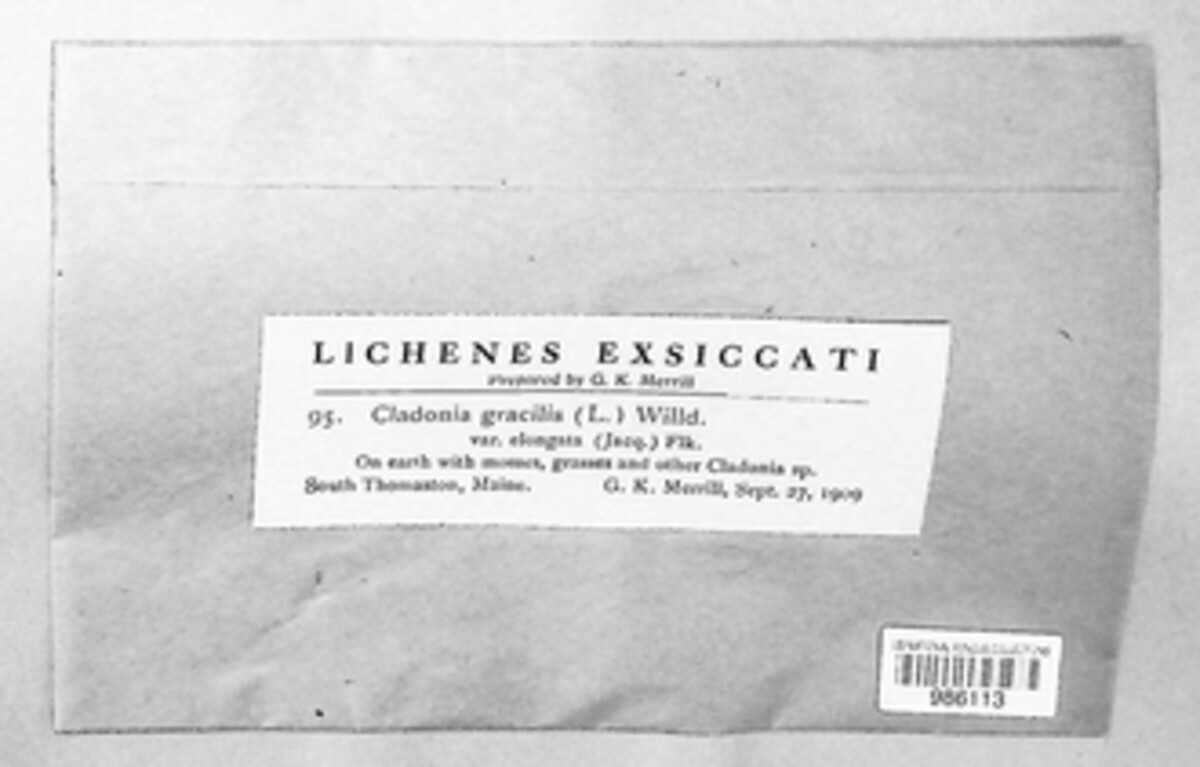 LICHENES EXSICCATI
Prepared by G. K. Merrill
95. Cladonia gracilis (L.) Willd.
var. elongata (Jacq.) Flk.
On earth with mosses, grasses and other Cladonia sp.
South Thomaston, Maine. G. K. Merrill, Sept. 27, 1909
986113